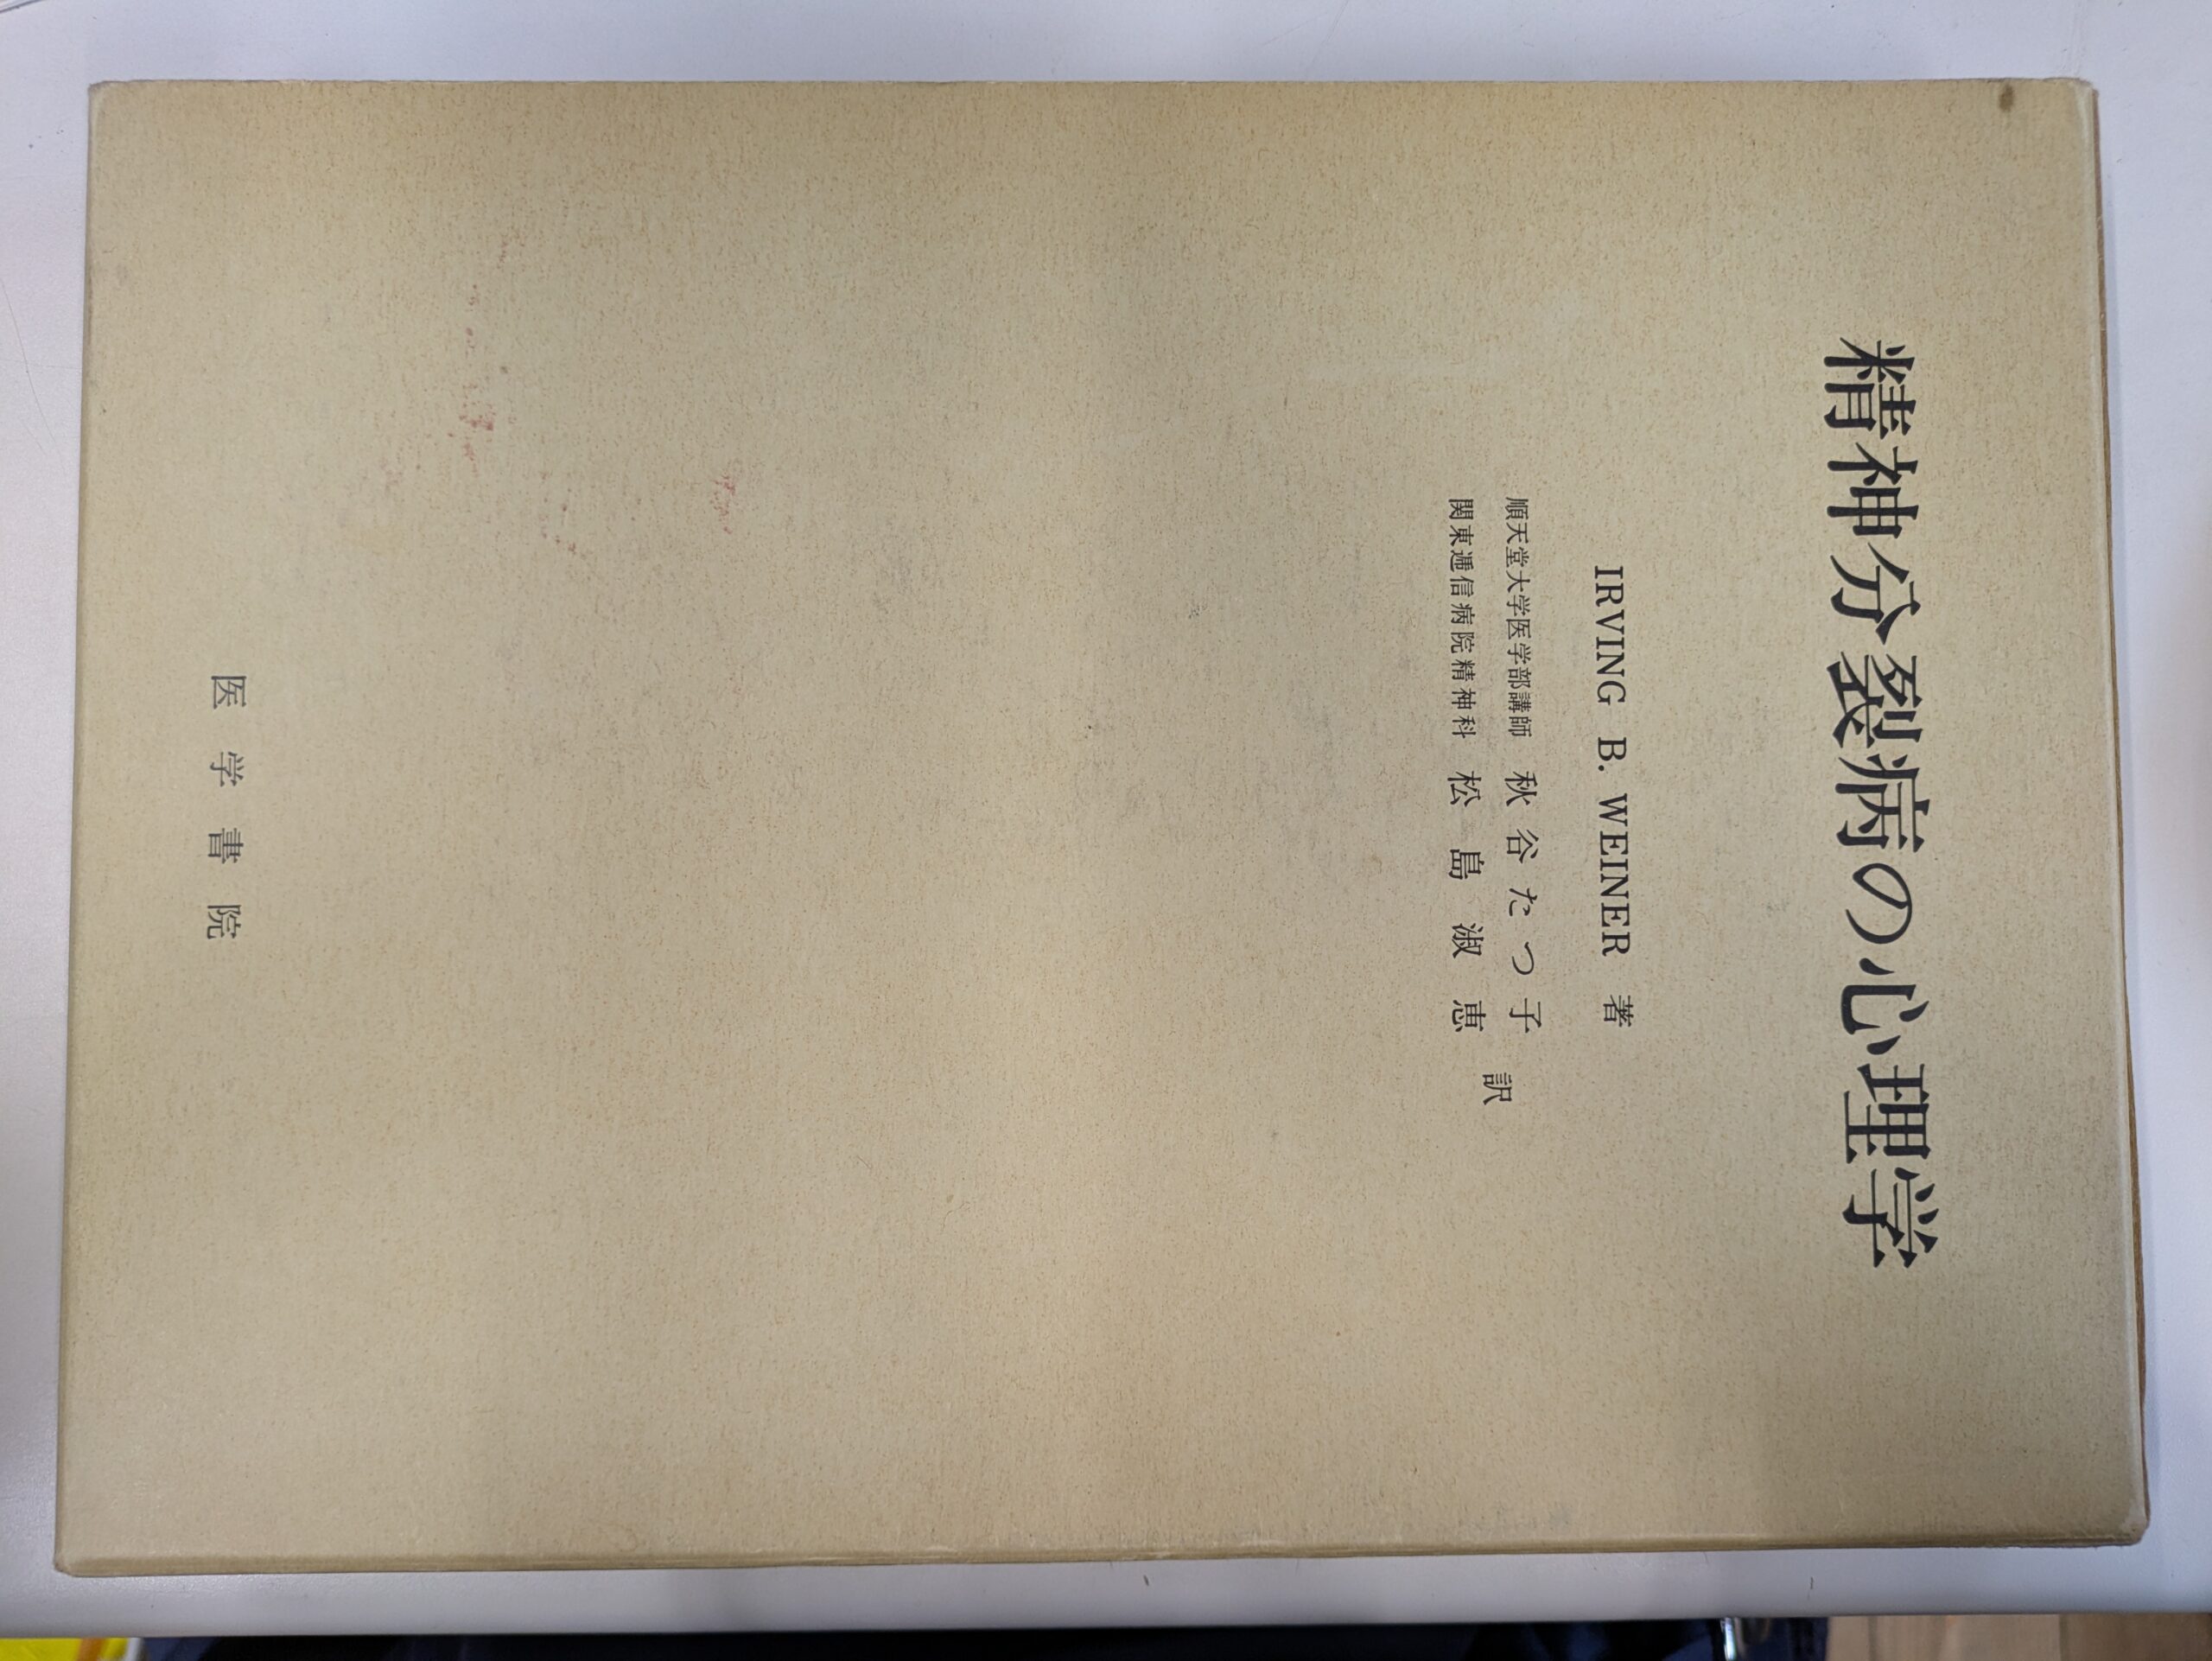 精神分裂病の心理学
IRVING B. WEINER 著
順天堂大学医学部講師 秋谷たつ子
関東逓信病院精神科 松島淑恵
訳
医学書院